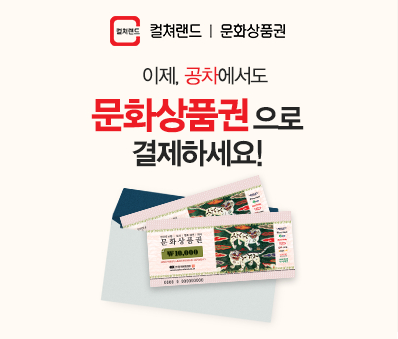 컬쳐랜드 컬쳐랜드 | 문화상품권
이제, 공차에서도
문화상품권으로
결제하세요!
문화상품권
₩10,000